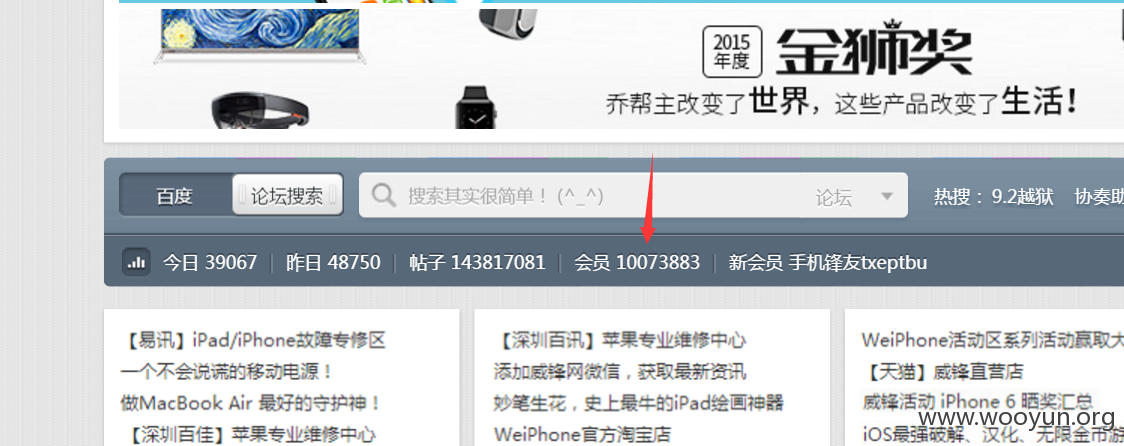 2015
年度
金狮奖
乔帮主改变了世界，这些产品改变了生活！
百度 论坛搜索 搜索其实很简单！ (^_^) 论坛 热搜： 9.2越狱 协奏助
今日 39067 昨日 48750 帖子 143817081 会员 10073883 新会员 手机锋友txeptbu
【易讯】iPad/iPhone故障专修区 【深圳百讯】苹果专业维修中心 WeiPhone活动区系列活动赢取大
一个不会说谎的移动电源！ 添加威锋网微信，获取最新资讯 【天猫】威锋直营店
做MacBook Air 最好的守护神！ 妙笔生花，史上最牛的iPad绘画神器 威锋活动 iPhone 6 晒奖汇总
【深圳百佳】苹果专业维修中心 WeiPhone官方淘宝店 iOS最强破解、汉化、无限金币游
www.wooyun.org